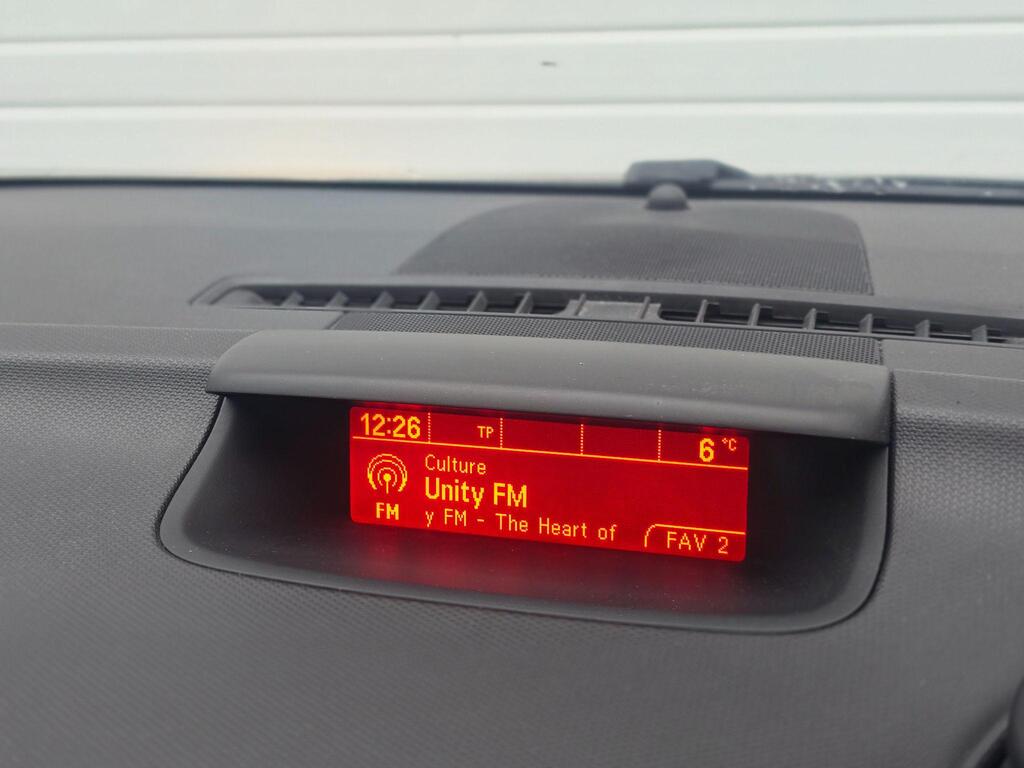 12:26 TP 6 °C
Culture
Unity FM
FM y FM - The Heart of
FAV 2